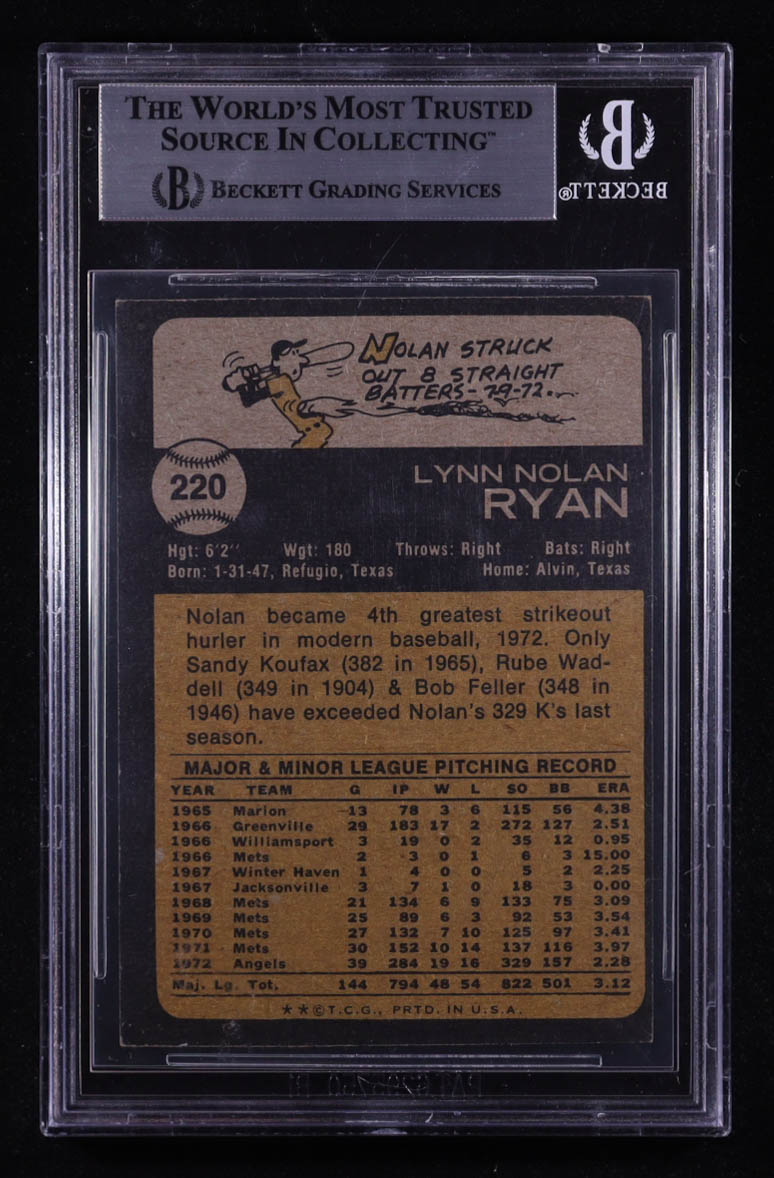 THE WORLD'S MOST TRUSTED
SOURCE IN COLLECTING™
B BECKETT GRADING SERVICES
B
BECKETT®
NOLAN STRUCK
OUT 8 STRAIGHT
BATTERS-7-9-72...
220
LYNN NOLAN
RYAN
Hgt: 6'2" Wgt: 180 Throws: Right Bats: Right
Born: 1-31-47, Refugio, Texas Home: Alvin, Texas
Nolan became 4th greatest strikeout
hurler in modern baseball, 1972. Only
Sandy Koufax (382 in 1965), Rube Wad-
dell (349 in 1904) & Bob Feller (348 in
1946) have exceeded Nolan's 329 K's last
season.
MAJOR & MINOR LEAGUE PITCHING RECORD
YEAR TEAM G IP W L SO BB ERA
1965 Marion 13 78 3 6 115 56 4.38
1966 Greenville 29 183 17 2 272 127 2.51
1966 Williamsport 3 19 0 2 35 12 0.95
1966 Mets 2 3 0 1 6 3 15.00
1967 Winter Haven 1 4 0 0 5 2 2.25
1967 Jacksonville 3 7 1 0 18 3 0.00
1968 Mets 21 134 6 9 133 75 3.09
1969 Mets 25 89 6 3 92 53 3.54
1970 Mets 27 132 7 10 125 97 3.41
1971 Mets 30 152 10 14 137 116 3.97
1972 Angels 39 284 19 16 329 157 2.28
Maj. Lg. Tot. 144 794 48 54 822 501 3.12
**©T.C.G., PRTD. IN U.S.A.